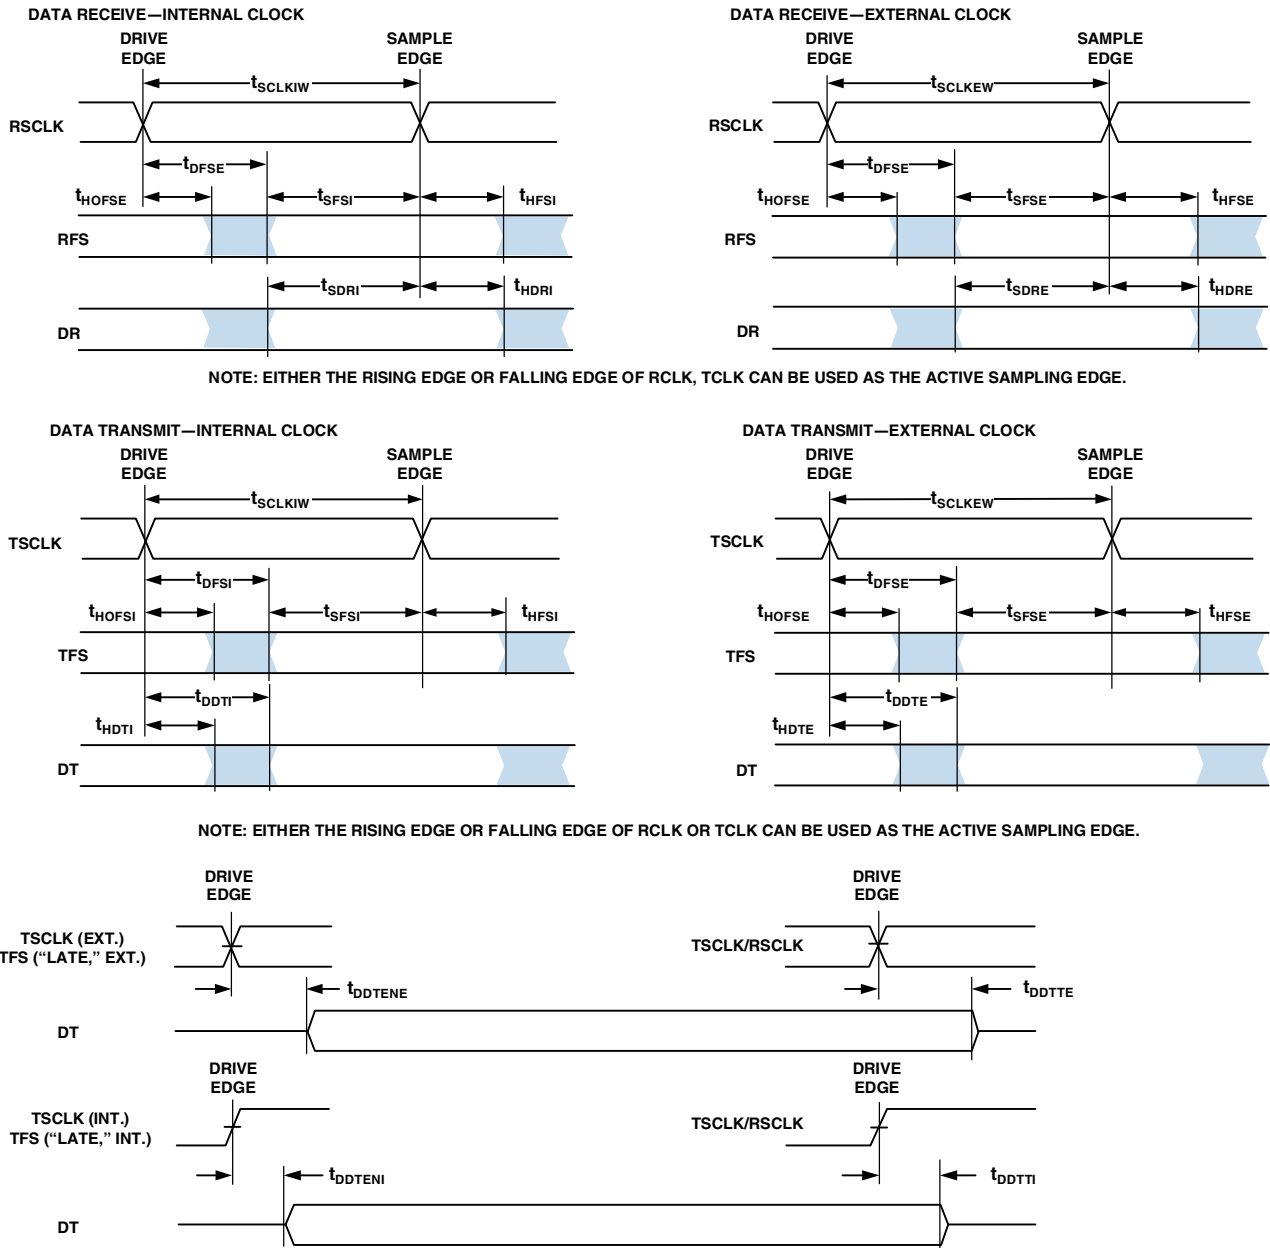 DATA RECEIVE—INTERNAL CLOCK
DRIVE EDGE
SAMPLE EDGE
tSCLKIW
RSCLK
tDFSE
tHOFSE
tSFSI
tHFSI
RFS
tSDRI
tHDRI
DR
DATA RECEIVE—EXTERNAL CLOCK
DRIVE EDGE
SAMPLE EDGE
tSCLKEW
RSCLK
tDFSE
tHOFSE
tSFSE
tHFSE
RFS
tSDRE
tHDRE
DR
NOTE: EITHER THE RISING EDGE OR FALLING EDGE OF RCLK, TCLK CAN BE USED AS THE ACTIVE SAMPLING EDGE.
DATA TRANSMIT—INTERNAL CLOCK
DRIVE EDGE
SAMPLE EDGE
tSCLKIW
TSCLK
tDFSI
tHOFSI
tSFSI
tHFSI
TFS
tDDTI
tHDTI
DT
DATA TRANSMIT—EXTERNAL CLOCK
DRIVE EDGE
SAMPLE EDGE
tSCLKEW
TSCLK
tDFSE
tHOFSE
tSFSE
tHFSE
TFS
tDDTE
tHDTE
DT
NOTE: EITHER THE RISING EDGE OR FALLING EDGE OF RCLK OR TCLK CAN BE USED AS THE ACTIVE SAMPLING EDGE.
DRIVE EDGE
DRIVE EDGE
TSCLK (EXT.)
TFS (“LATE,” EXT.)
TSCLK/RSCLK
tDDTENE
tDDTTE
DT
DRIVE EDGE
DRIVE EDGE
TSCLK (INT.)
TFS (“LATE,” INT.)
TSCLK/RSCLK
tDDTENI
tDDTTI
DT